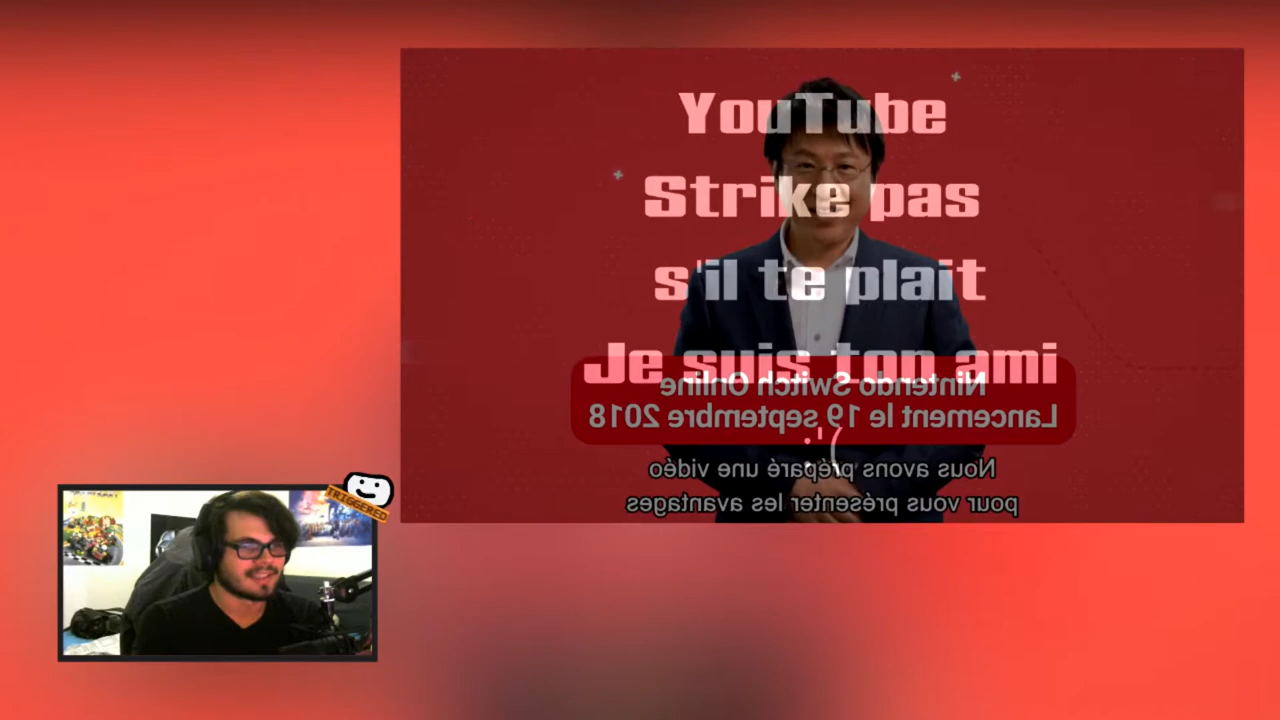 YouTube
Strike pas
s'il te plait
Je suis ton ami
:'(
Nintendo Switch Online
Lancement le 19 septembre 2018
Nous avons préparé une vidéo
pour vous présenter les avantages
TRIGGERED